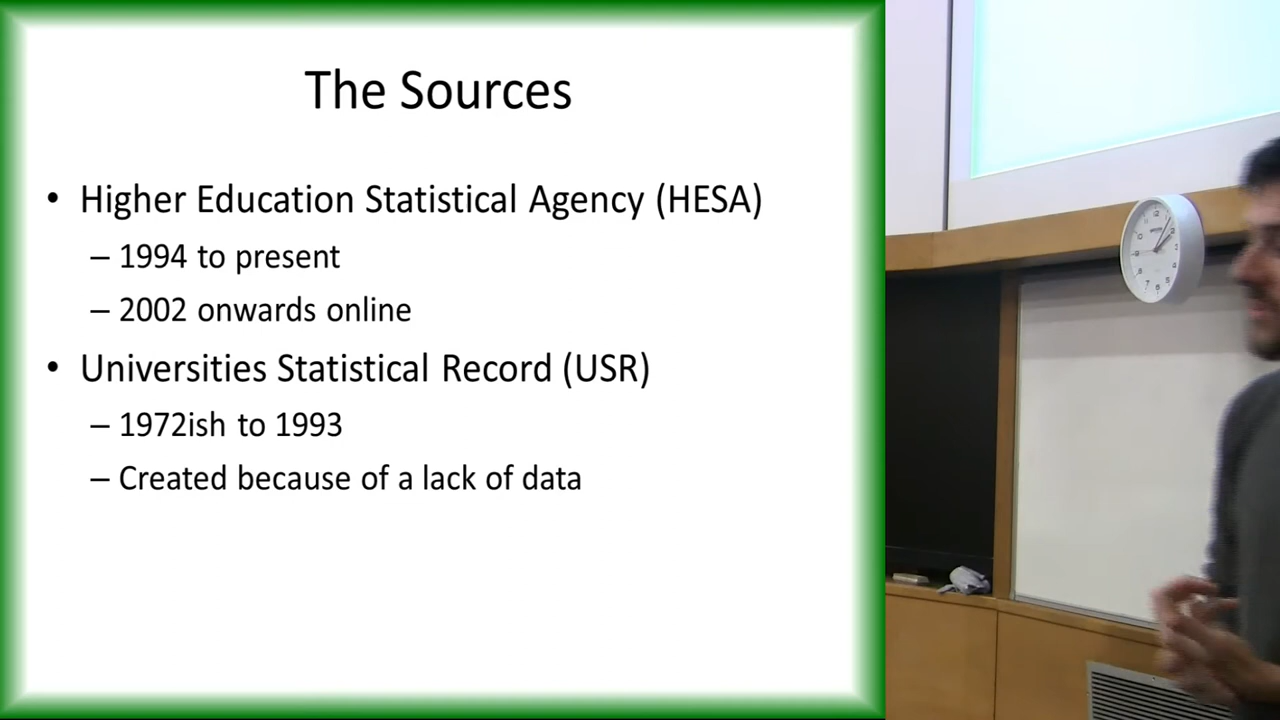 The Sources
• Higher Education Statistical Agency (HESA)
– 1994 to present
– 2002 onwards online
• Universities Statistical Record (USR)
– 1972ish to 1993
– Created because of a lack of data